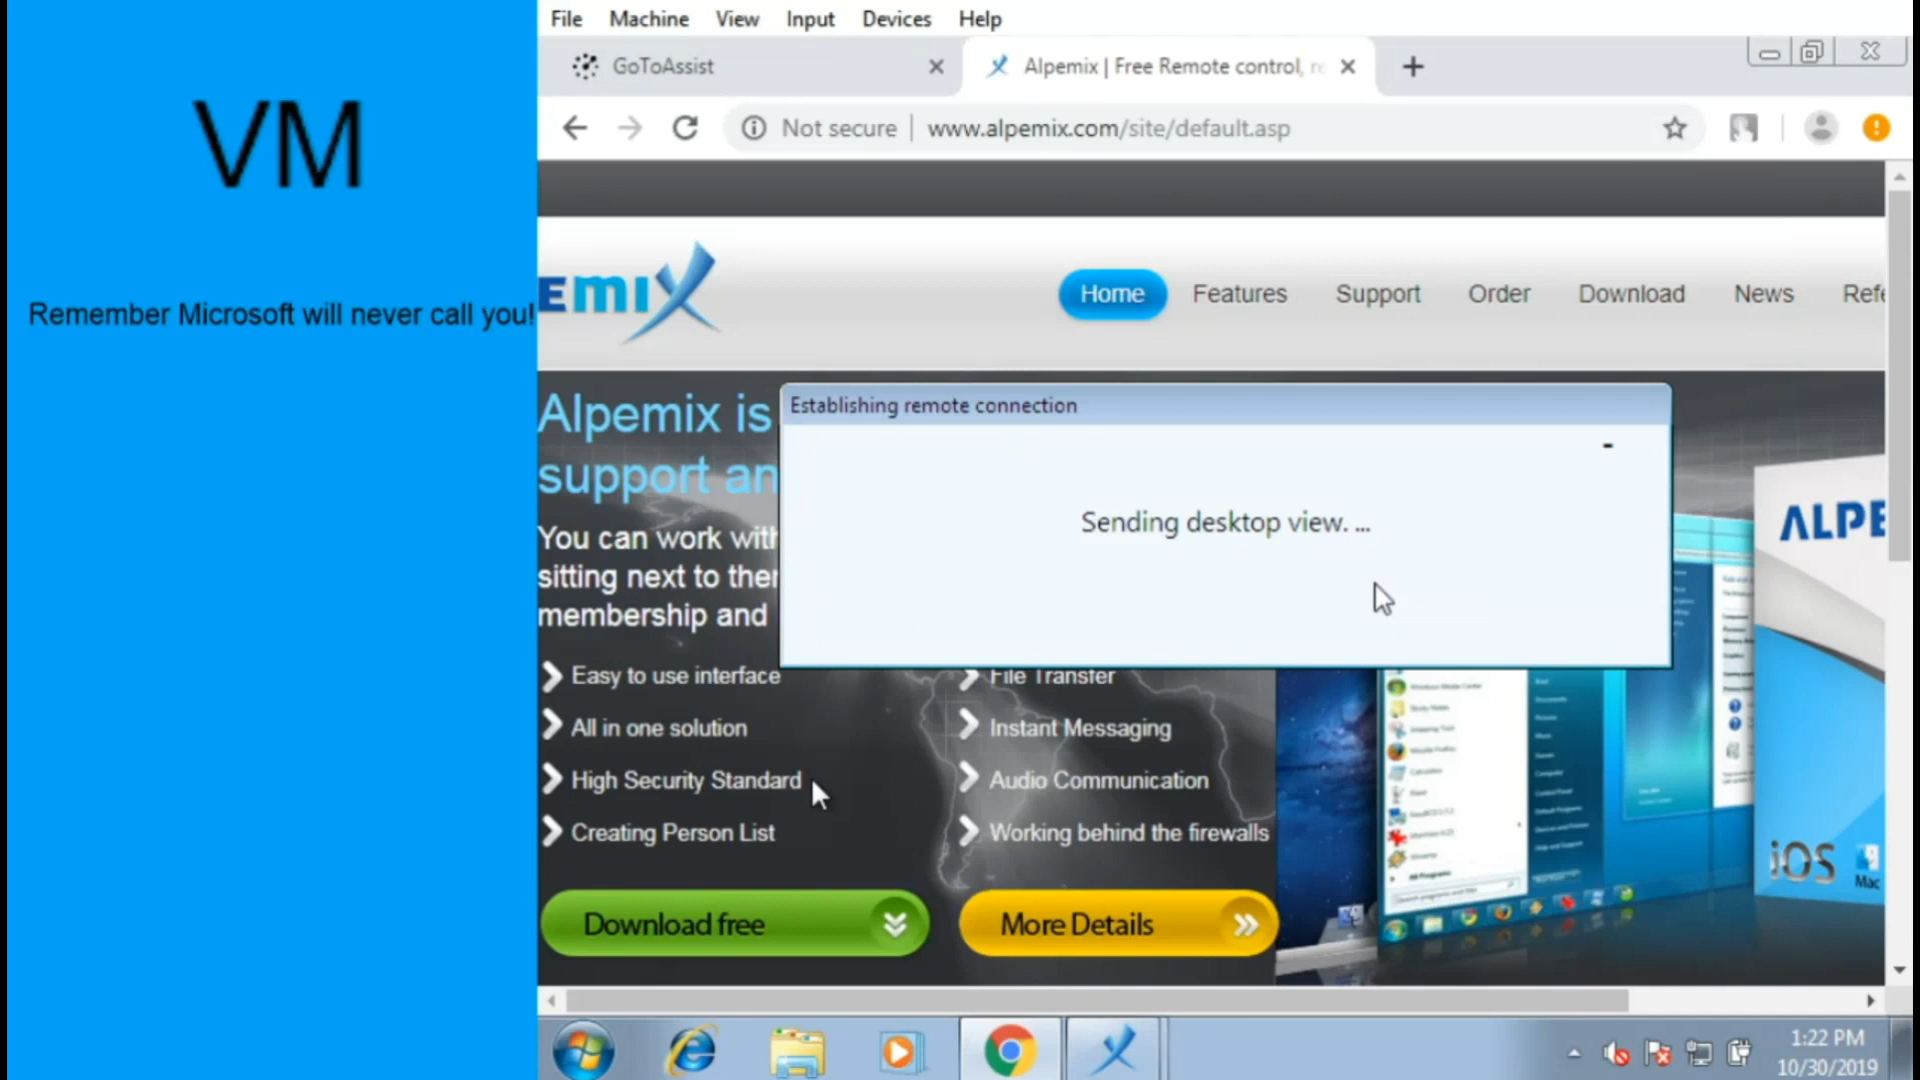 VM
Remember Microsoft will never call you!
File Machine View Input Devices Help
GoToAssist
Alpemix | Free Remote control, re
Not secure | www.alpemix.com/site/default.asp
emix
Home Features Support Order Download News Refe
Alpemix is
support an
You can work with
sitting next to then
membership and
Establishing remote connection
-
Sending desktop view. ...
Easy to use interface
All in one solution
High Security Standard
Creating Person List
File Transfer
Instant Messaging
Audio Communication
Working behind the firewalls
Download free
More Details
ALPE
iOS
Mac
1:22 PM
10/30/2019